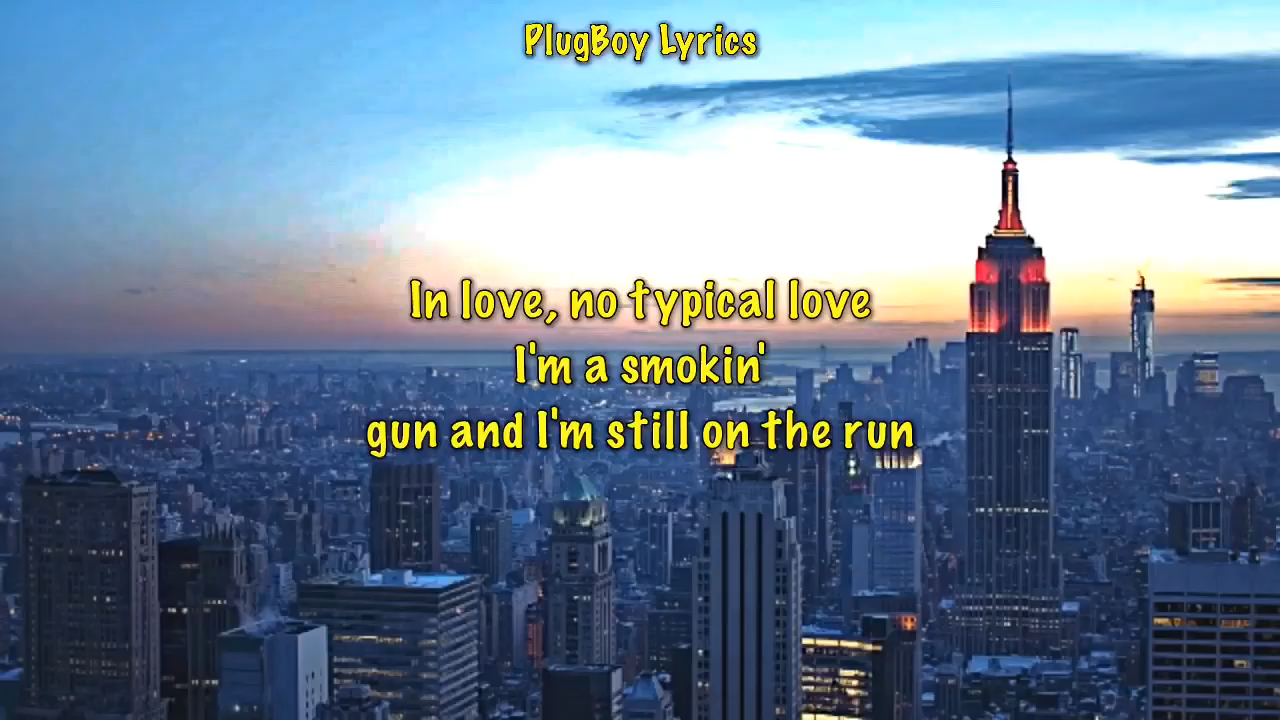 PlugBoy Lyrics
In love, no typical love
I'm a smokin'
gun and I'm still on the run